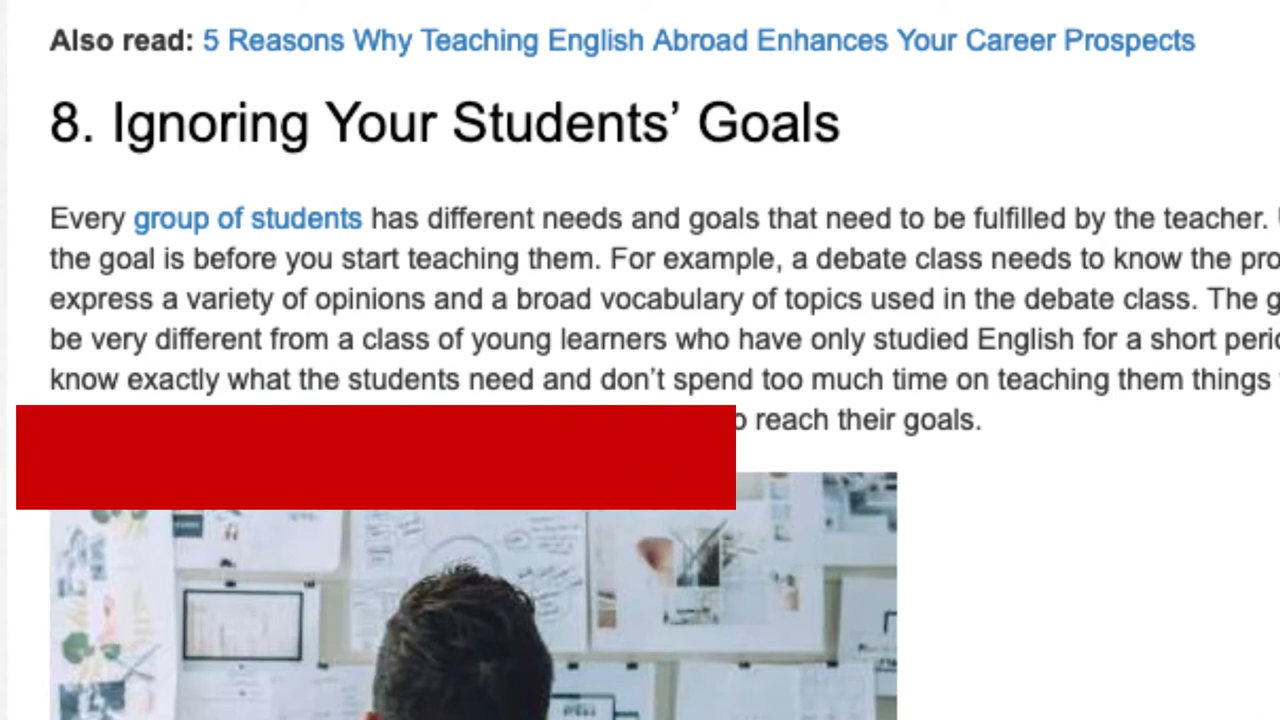 Also read: 5 Reasons Why Teaching English Abroad Enhances Your Career Prospects
8. Ignoring Your Students’ Goals
Every group of students has different needs and goals that need to be fulfilled by the teacher.
the goal is before you start teaching them. For example, a debate class needs to know the
express a variety of opinions and a broad vocabulary of topics used in the debate class. The
be very different from a class of young learners who have only studied English for a short
know exactly what the students need and don’t spend too much time on teaching them things
reach their goals.